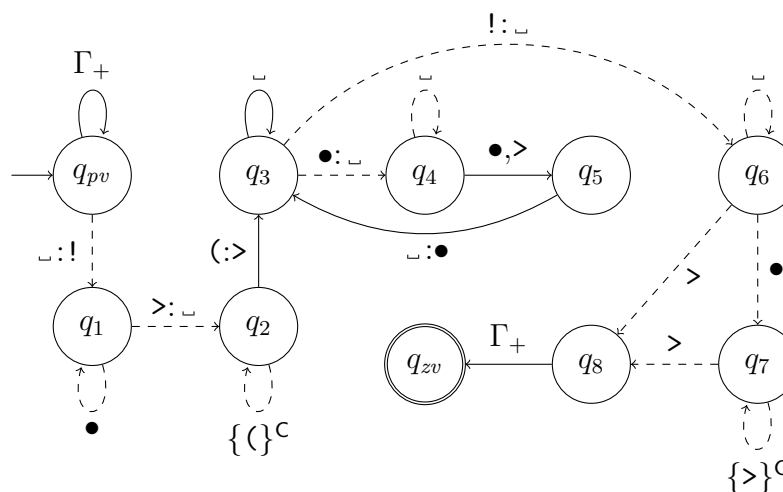 !:␣
Γ₊ ␣ ␣ ␣
q_pv q₃ ●:␣ q₄ ●,> q₅ q₆
␣:! (:> ␣:● > ●
q₁ >:␣ q₂ q_zv Γ₊ q₈ > q₇
● {(}ᶜ {>}ᶜ